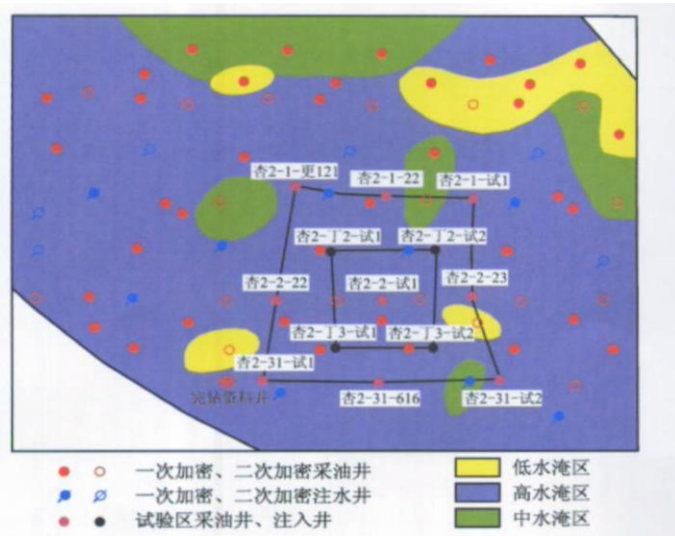 杏2-1-更121
杏2-1-22
杏2-1-试1
杏2-丁2-试1
杏2-丁2-试2
杏2-2-22
杏2-2-试1
杏2-2-23
杏2-丁3-试1
杏2-丁3-试2
杏2-31-试1
完钻资料井
杏2-31-616
杏2-31-试2
一次加密、二次加密采油井
低水淹区
一次加密、二次加密注水井
高水淹区
试验区采油井、注入井
中水淹区